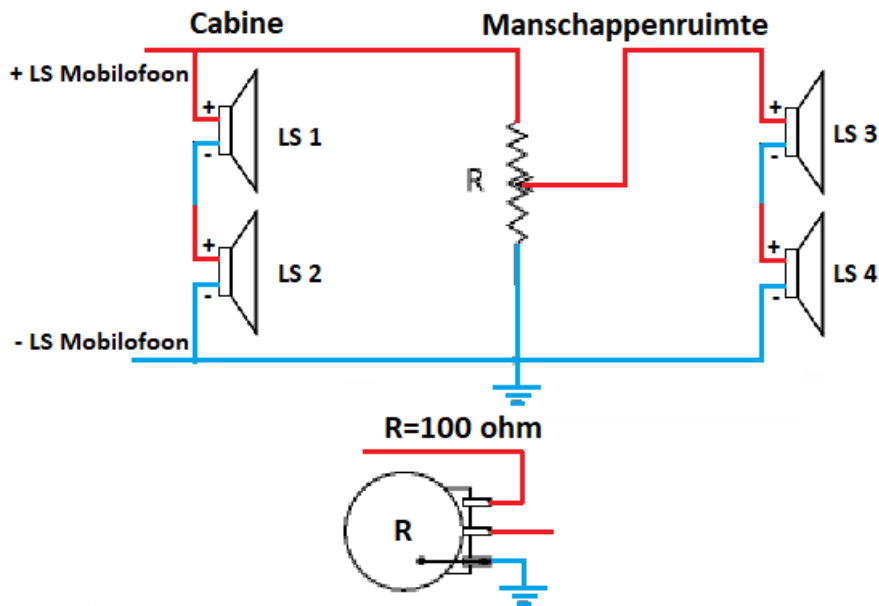 Cabine
Manschappenruimte
+ LS Mobilofoon
+
-
LS 1
R
+
-
LS 3
+
-
LS 2
+
-
LS 4
- LS Mobilofoon
R=100 ohm
R